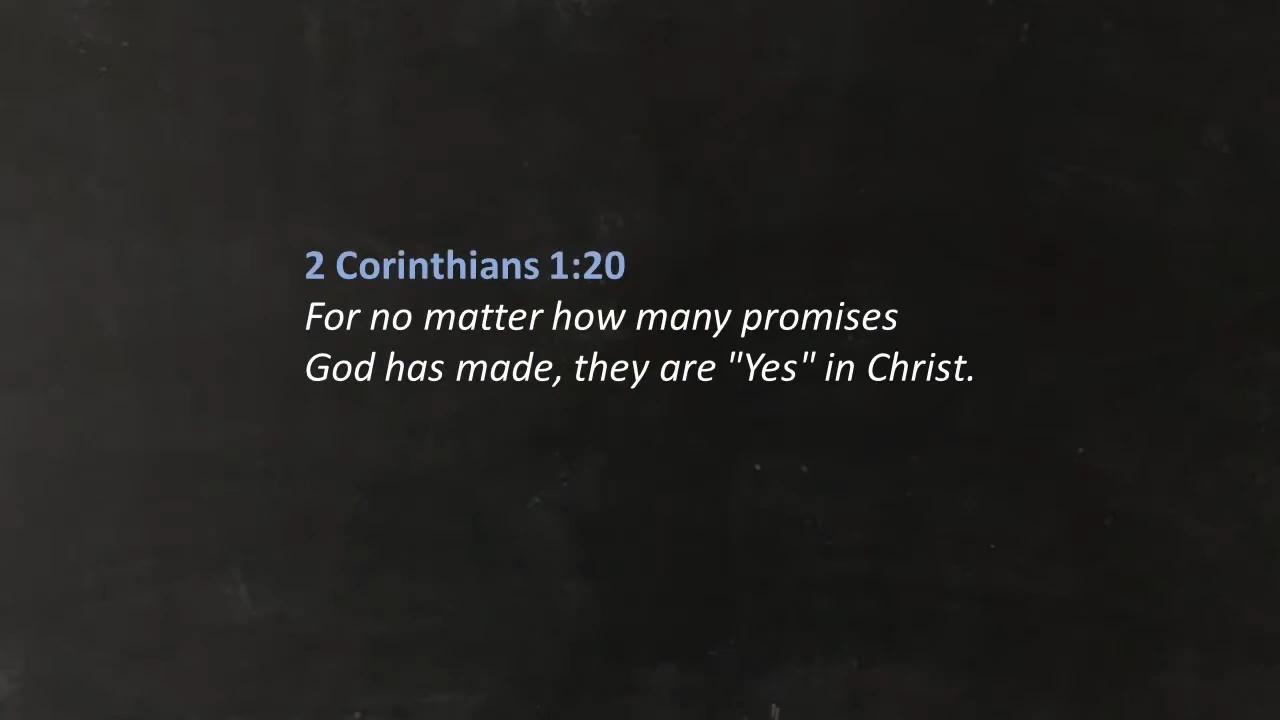 2 Corinthians 1:20
For no matter how many promises
God has made, they are "Yes" in Christ.